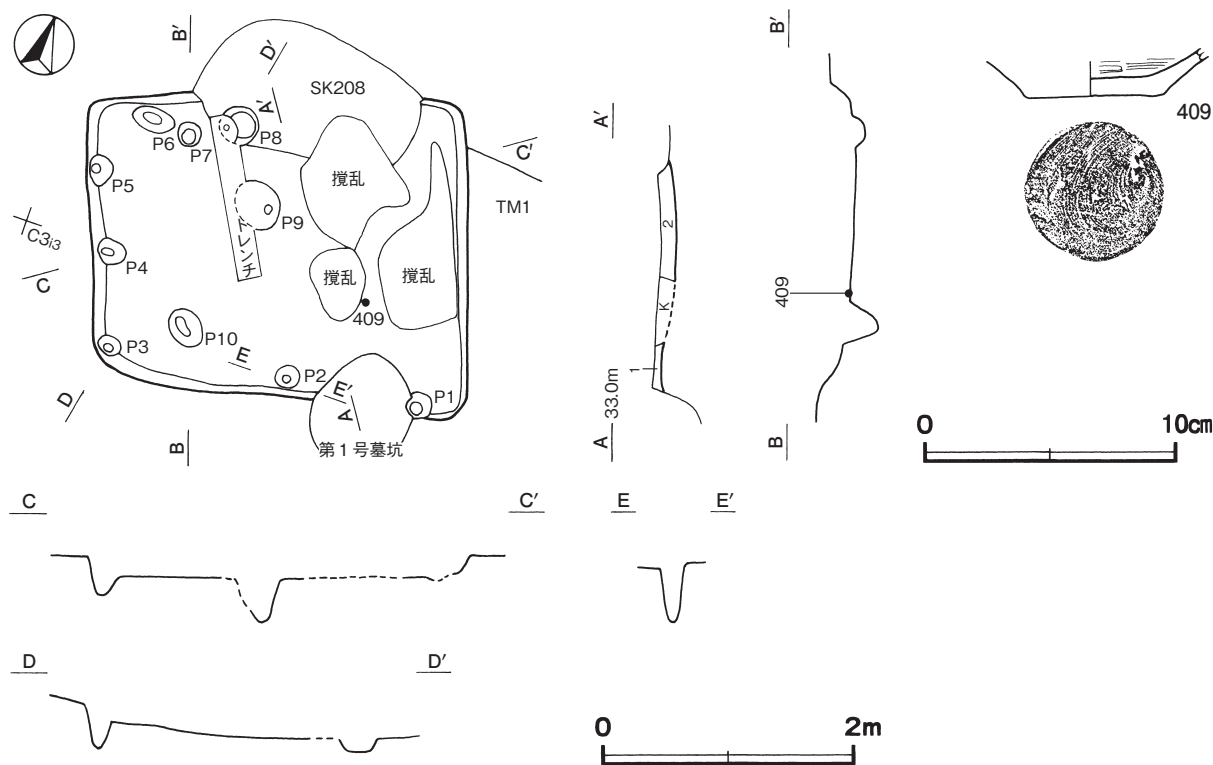 B′
D′
SK208
A′
P6
P7
P8
C′
P5
撹乱
TM1
P9
トレンチ
C3i3
P4
C
撹乱
撹乱
409
P10
P3
E
P2
E′
A
P1
D
第1号墓坑
B
A′
2
K
1
33.0m
A
B′
409
B
409
0 10cm
C C′
E E′
D D′
0 2m